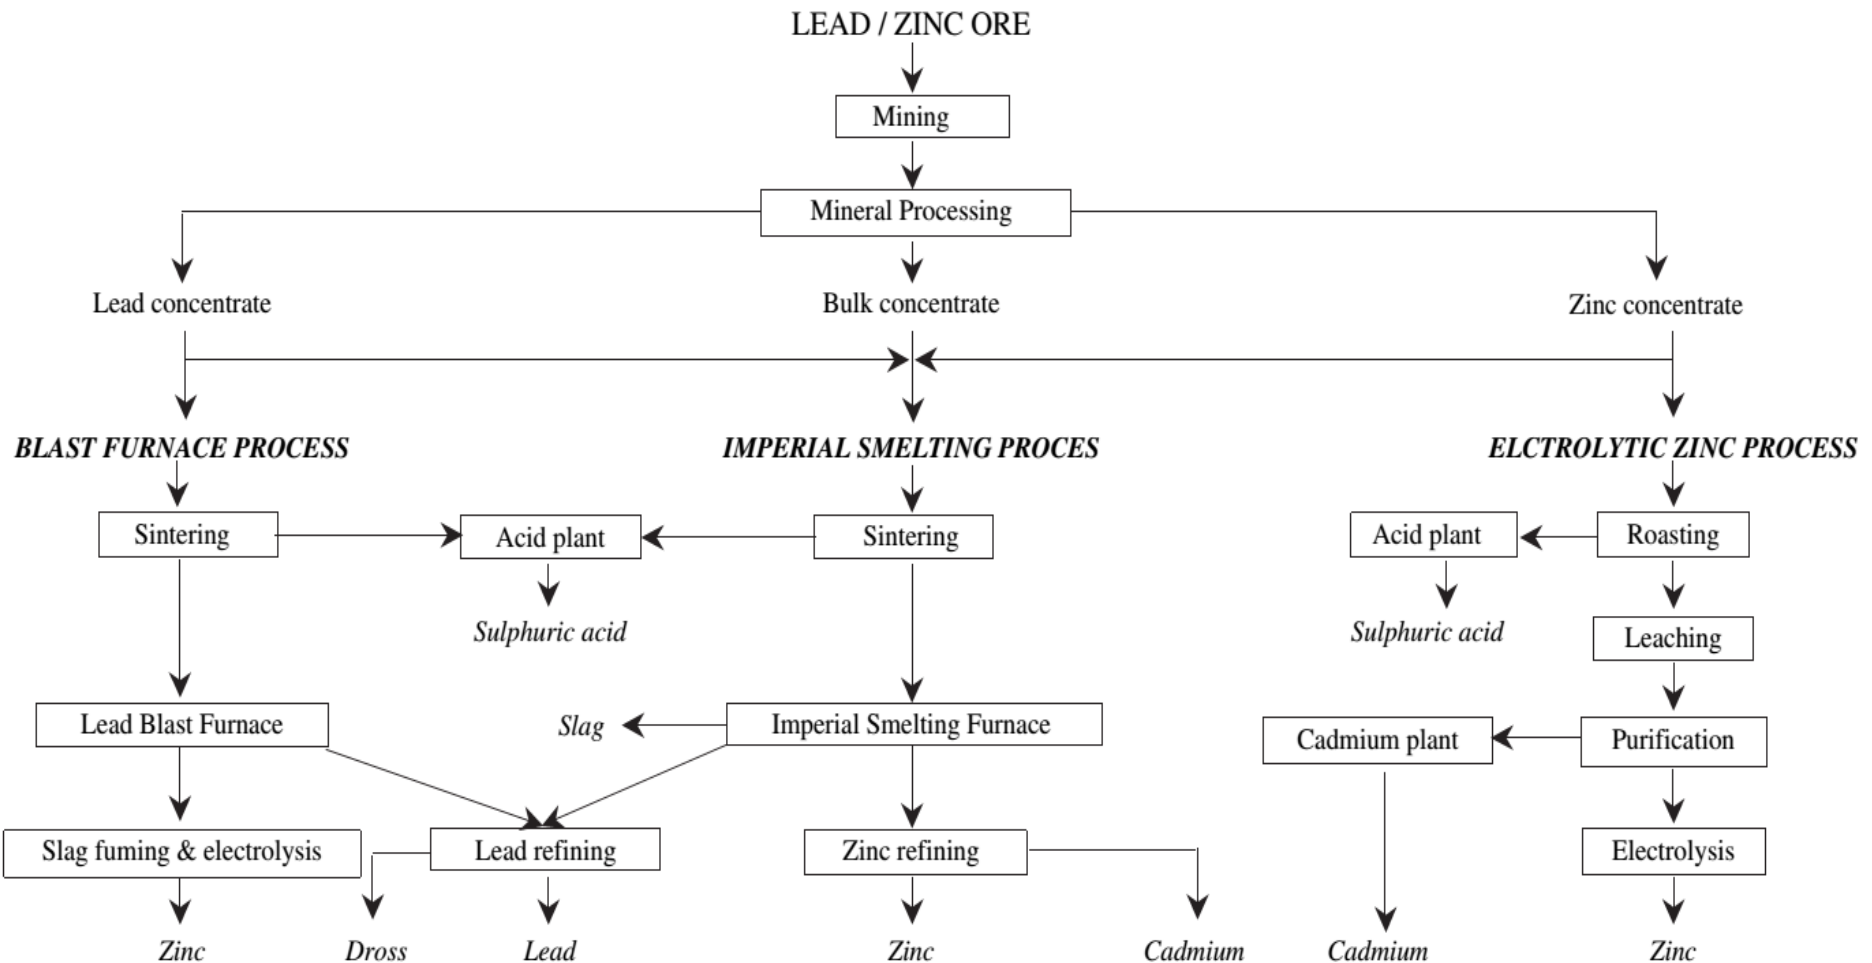 LEAD / ZINC ORE
Mining
Mineral Processing
Lead concentrate
Bulk concentrate
Zinc concentrate
BLAST FURNACE PROCESS
IMPERIAL SMELTING PROCES
ELCTROLYTIC ZINC PROCESS
Sintering
Acid plant
Sintering
Acid plant
Roasting
Sulphuric acid
Sulphuric acid
Leaching
Lead Blast Furnace
Slag
Imperial Smelting Furnace
Cadmium plant
Purification
Slag fuming & electrolysis
Lead refining
Zinc refining
Electrolysis
Zinc
Dross
Lead
Zinc
Cadmium
Cadmium
Zinc